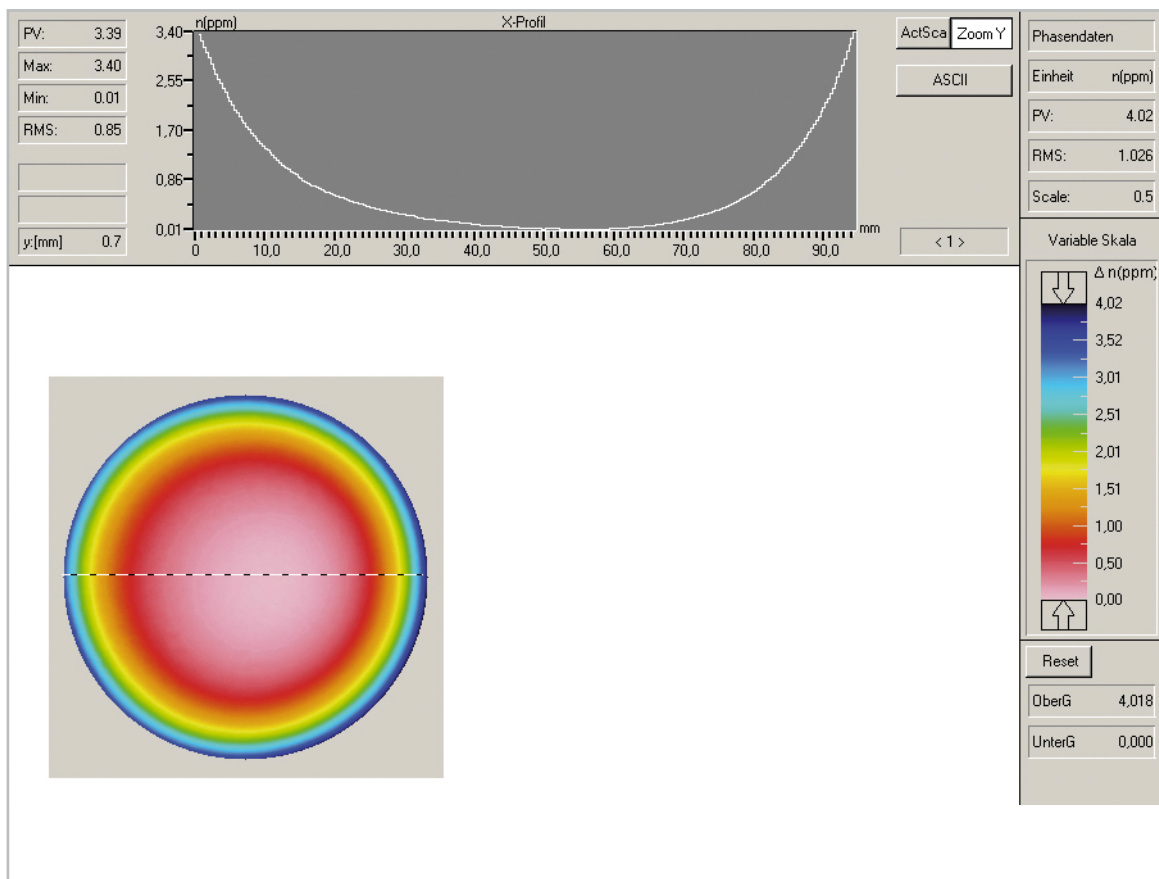 PV: 3.39
Max: 3.40
Min: 0.01
RMS: 0.85
y:[mm] 0.7
n(ppm)
X-Profil
3,40
2,55
1,70
0,86
0,01
mm
0 10,0 20,0 30,0 40,0 50,0 60,0 70,0 80,0 90,0
ActSca Zoom Y
ASCII
< 1 >
Phasendaten
Einheit n(ppm)
PV: 4.02
RMS: 1.026
Scale: 0.5
Variable Skala
Δ n(ppm)
4,02
3,52
3,01
2,51
2,01
1,51
1,00
0,50
0,00
Reset
OberG 4,018
UnterG 0,000